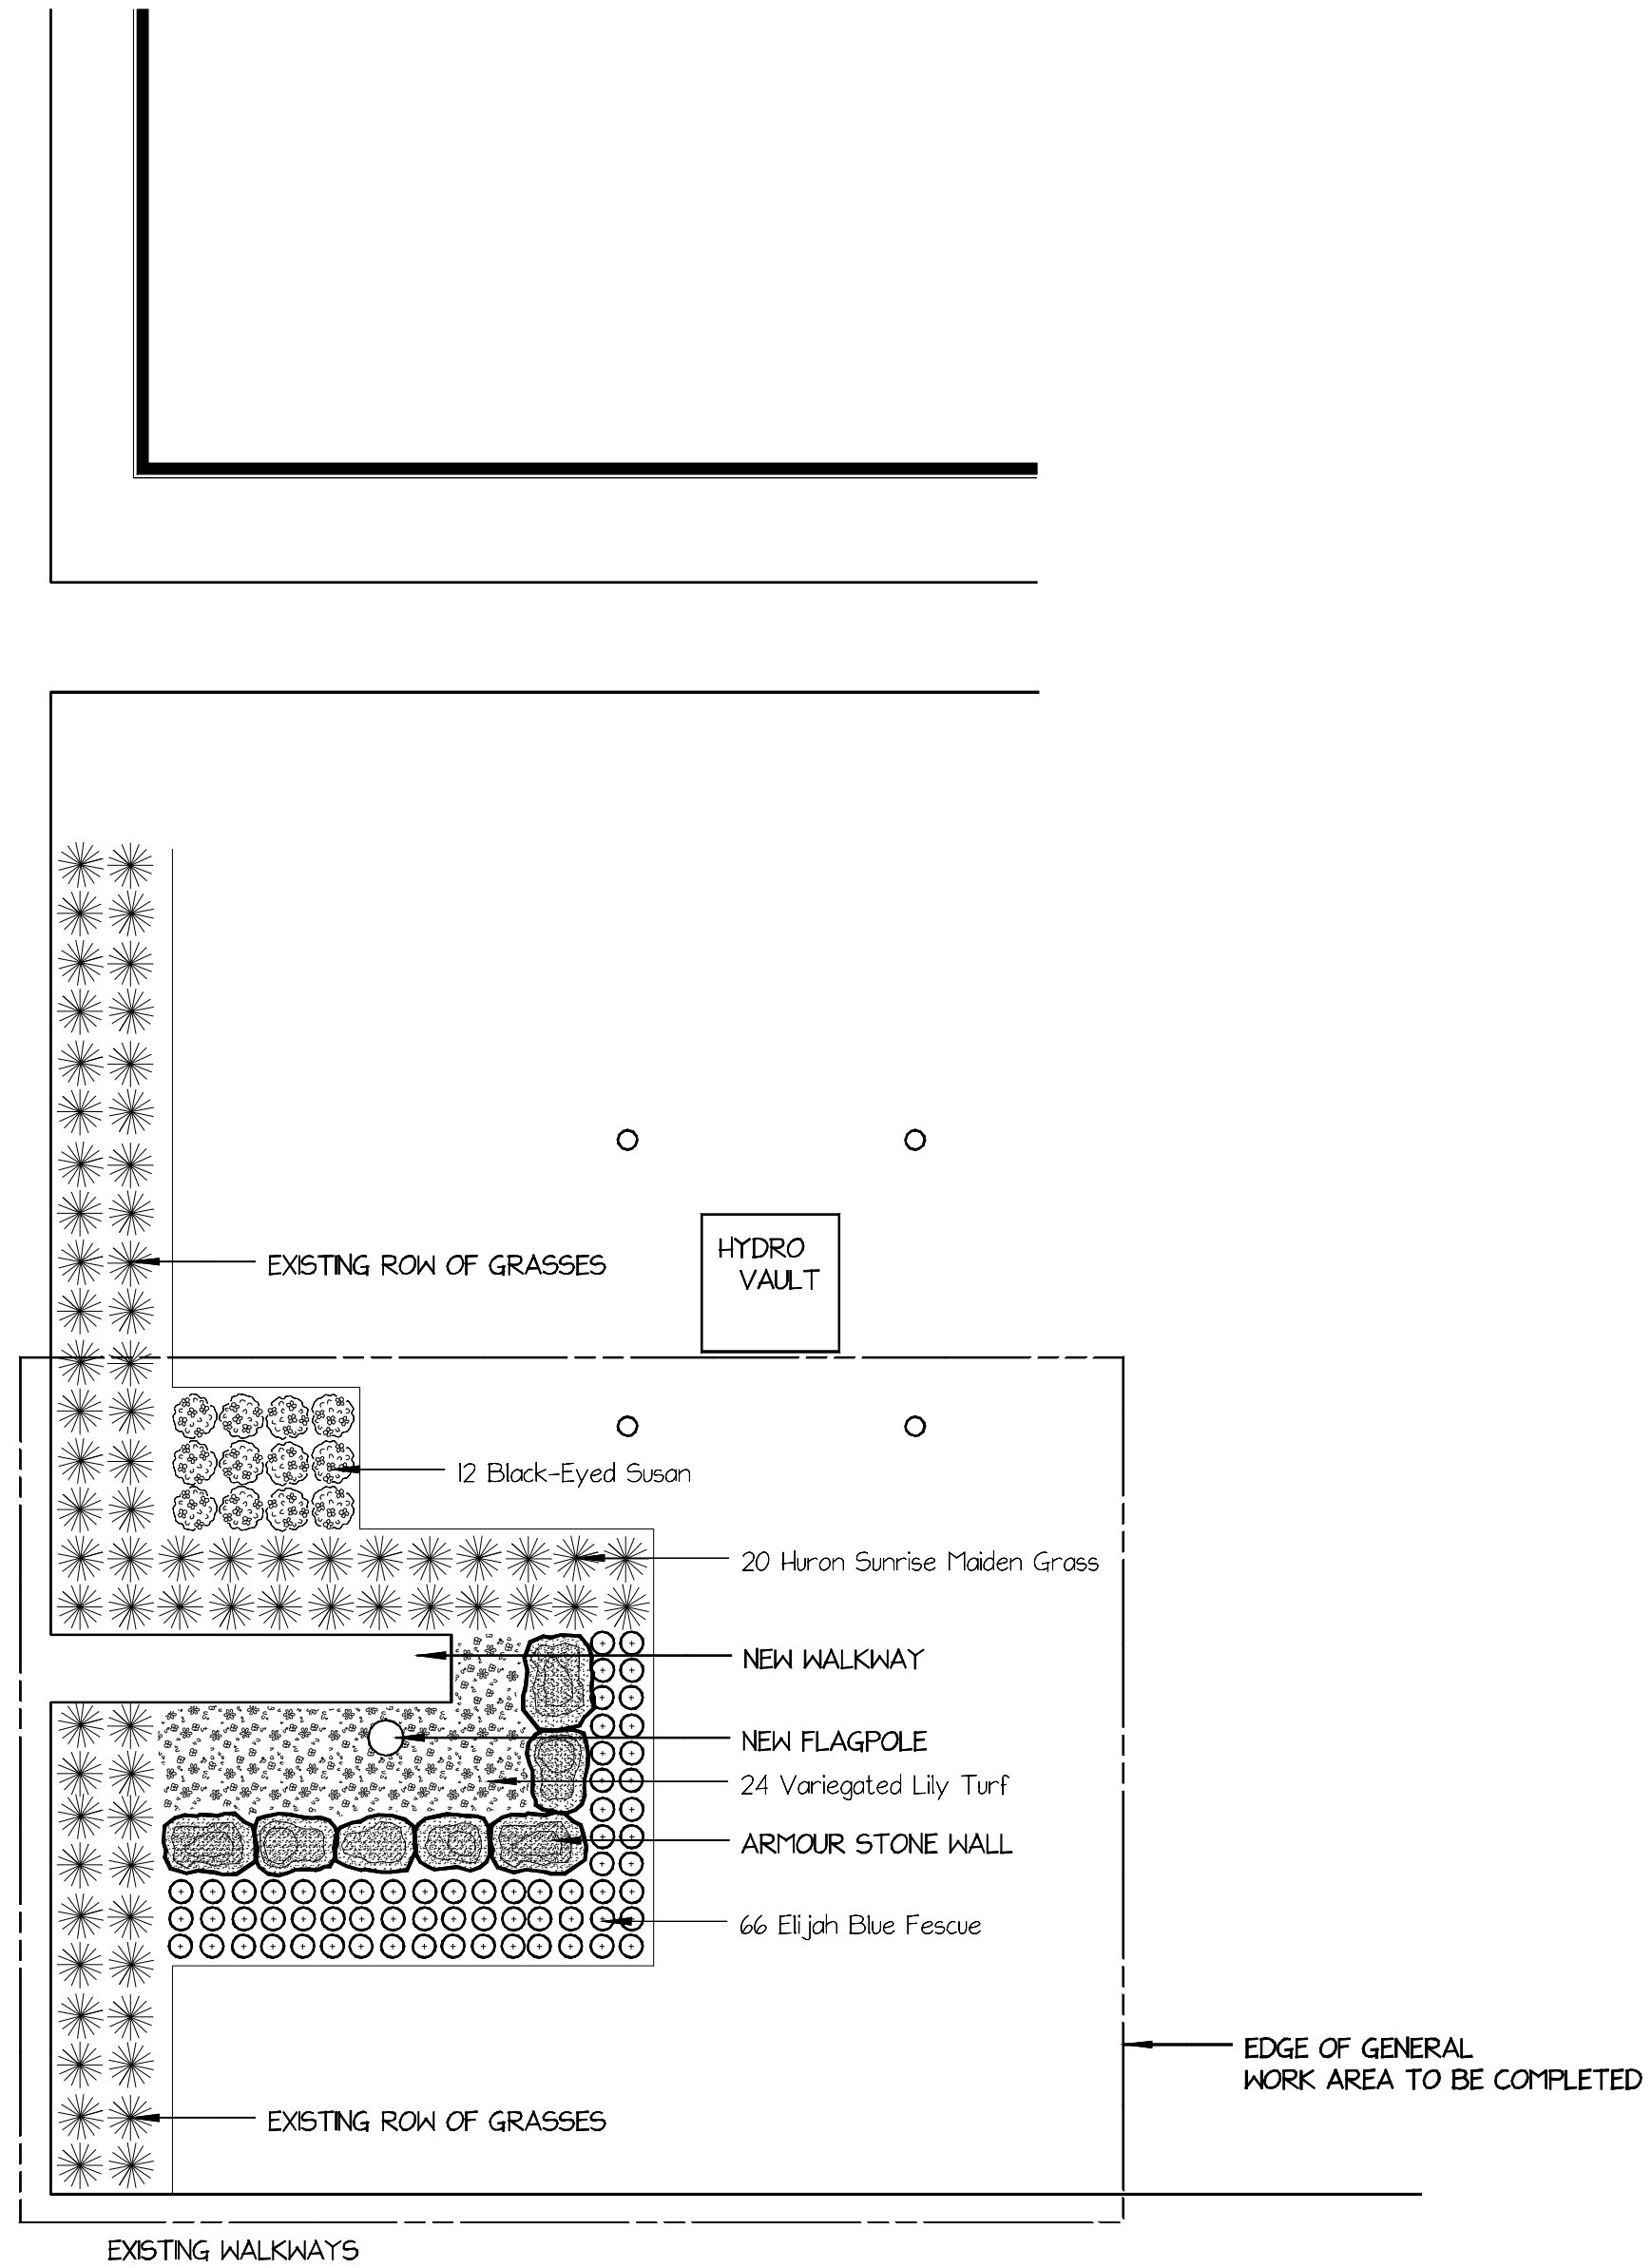 HYDRO
VAULT
EXISTING ROW OF GRASSES
12 Black-Eyed Susan
20 Huron Sunrise Maiden Grass
NEW WALKWAY
NEW FLAGPOLE
24 Variegated Lily Turf
ARMOUR STONE WALL
66 Elijah Blue Fescue
EDGE OF GENERAL
WORK AREA TO BE COMPLETED
EXISTING ROW OF GRASSES
EXISTING WALKWAYS